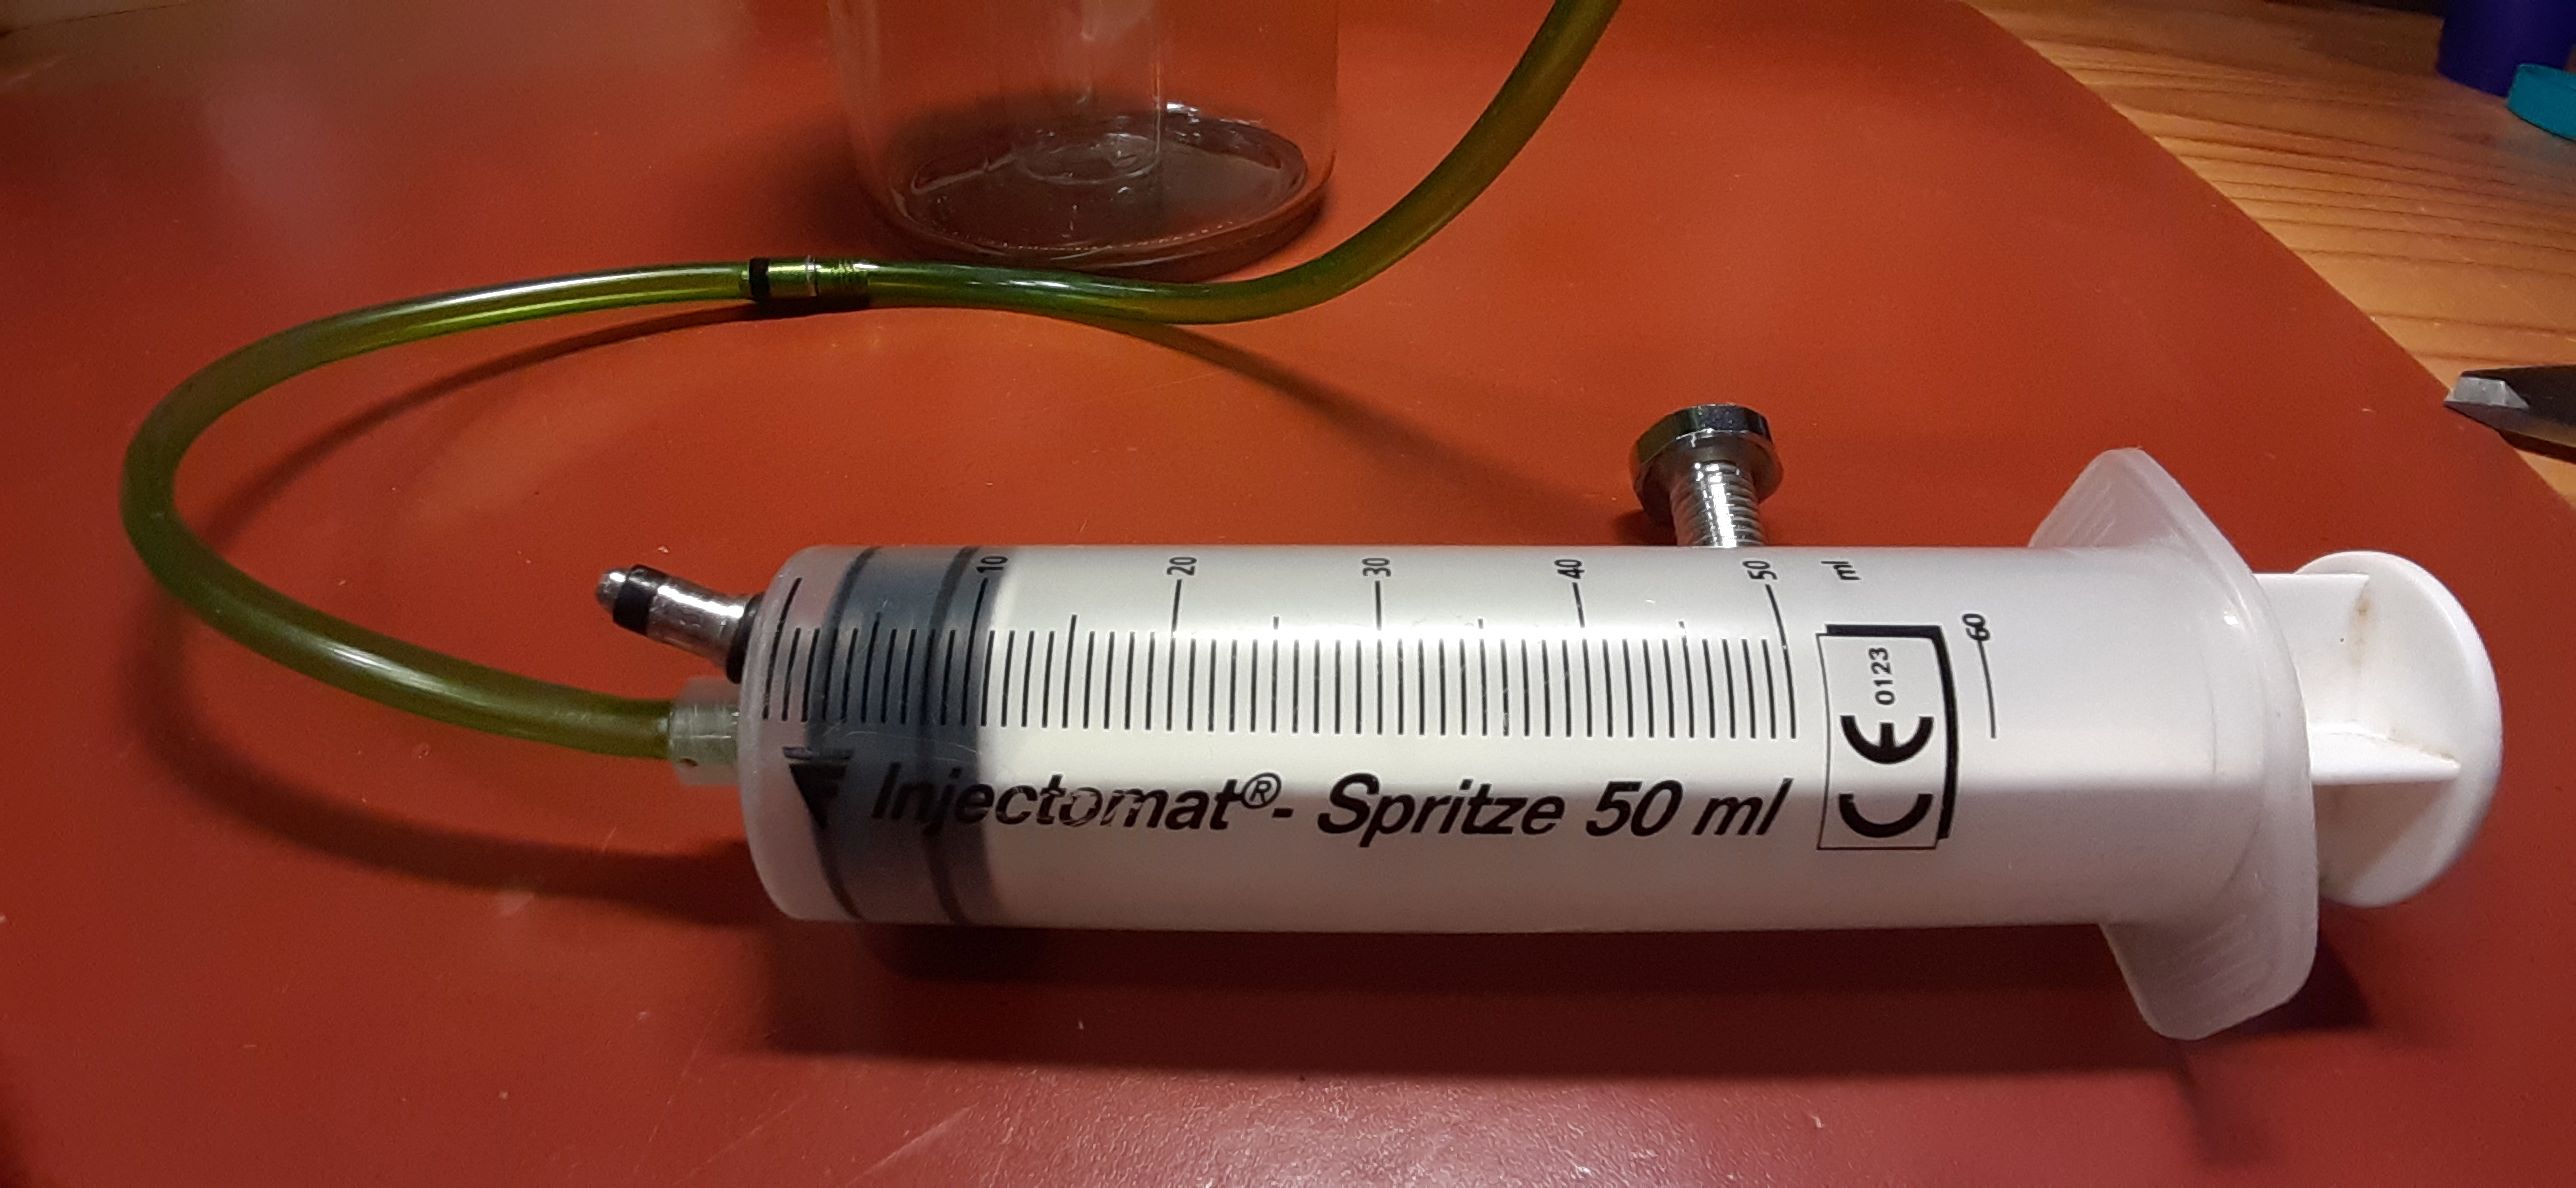 10 20 30 40 50 ml
60
CE 0123
Injectomat®- Spritze 50 ml